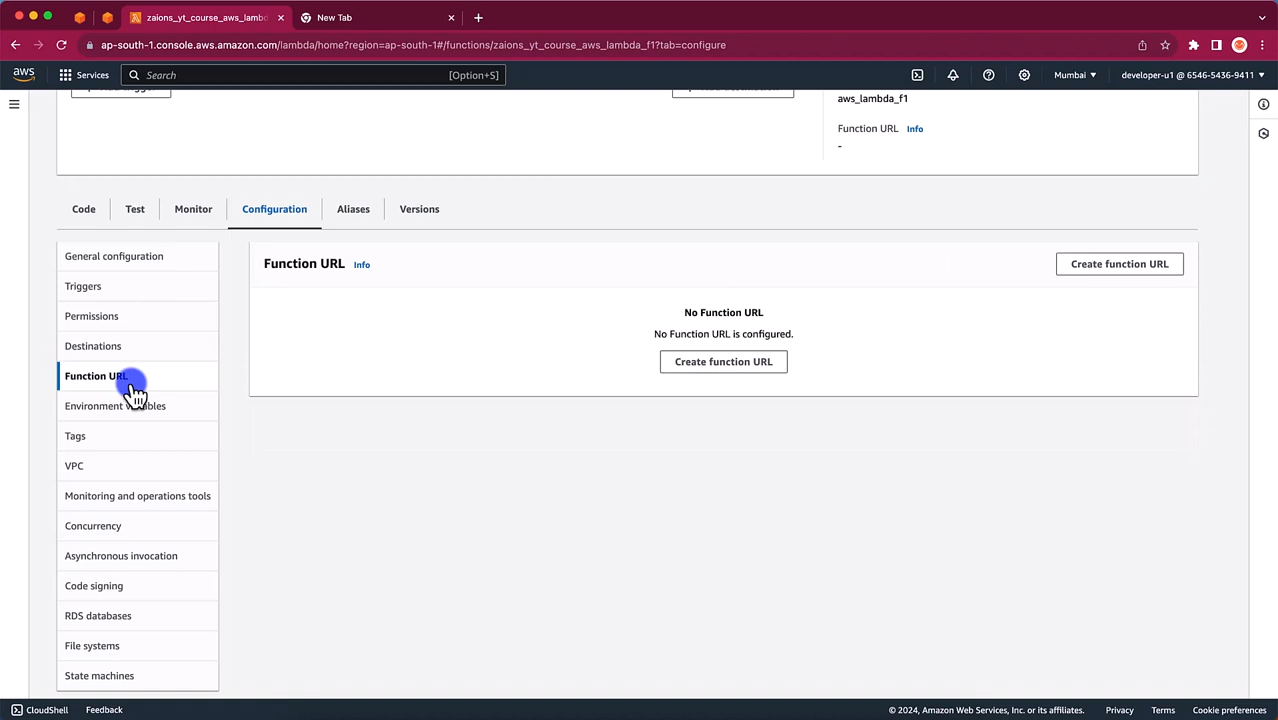 zaions_yt_course_aws_lambd
New Tab
ap-south-1.console.aws.amazon.com/lambda/home?region=ap-south-1#/functions/zaions_yt_course_aws_lambda_f1?tab=configure
aws
Services
Search
[Option+S]
Mumbai
developer-u1 @ 6546-5436-9411
aws_lambda_f1
Function URL Info
-
Code
Test
Monitor
Configuration
Aliases
Versions
General configuration
Triggers
Permissions
Destinations
Function URL
Environment variables
Tags
VPC
Monitoring and operations tools
Concurrency
Asynchronous invocation
Code signing
RDS databases
File systems
State machines
Function URL Info
Create function URL
No Function URL
No Function URL is configured.
Create function URL
CloudShell
Feedback
© 2024, Amazon Web Services, Inc. or its affiliates.
Privacy
Terms
Cookie preferences